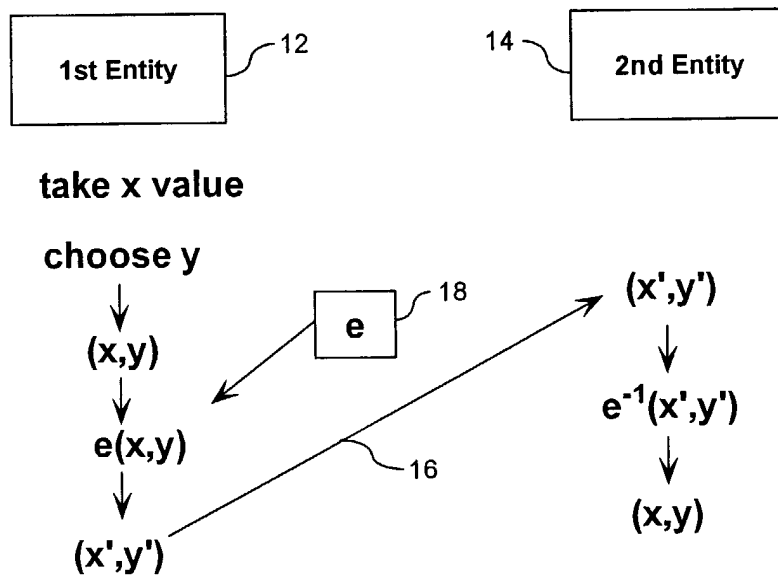 1st Entity
12
14
2nd Entity
take x value
choose y
(x,y)
e(x,y)
(x',y')
e
18
16
(x',y')
e⁻¹(x',y')
(x,y)